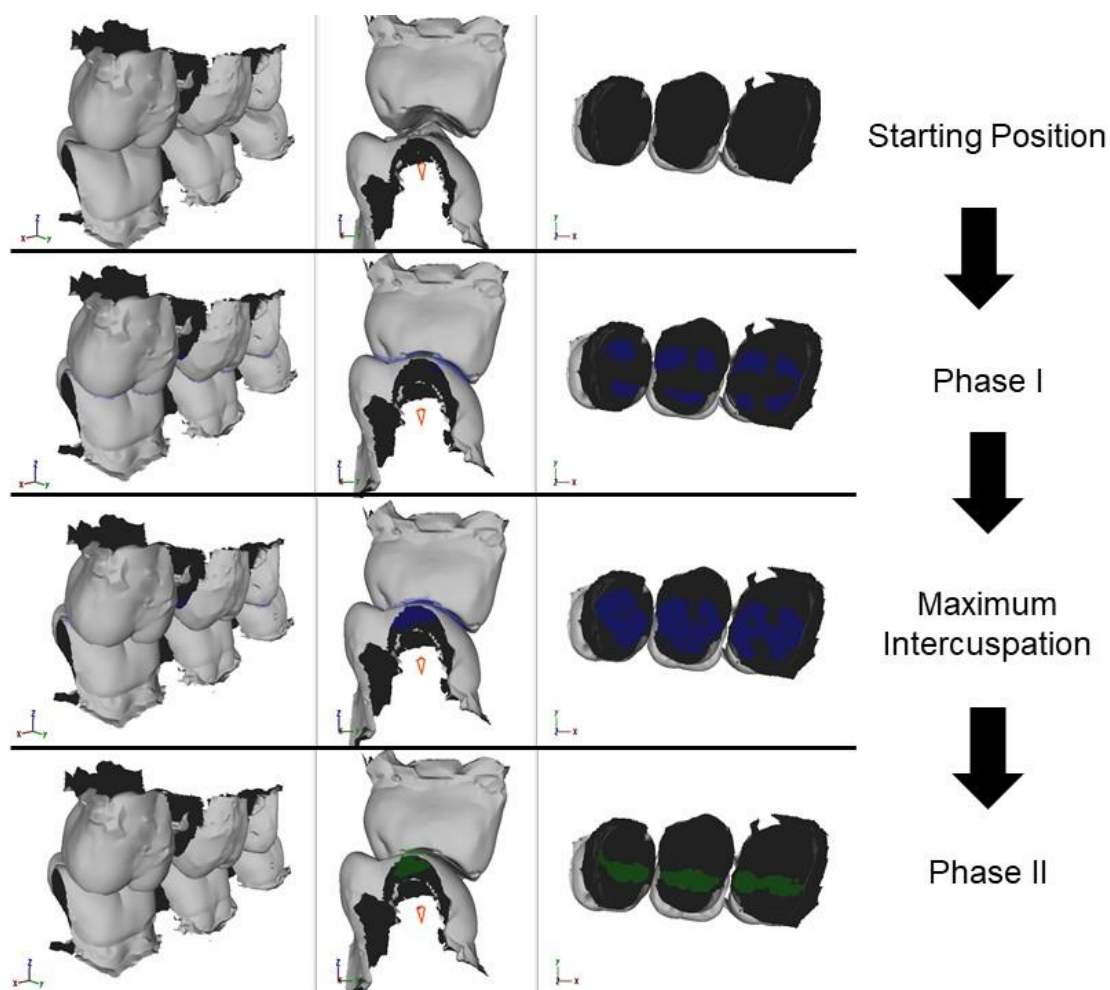 Starting Position
Phase I
Maximum
Intercuspation
Phase II